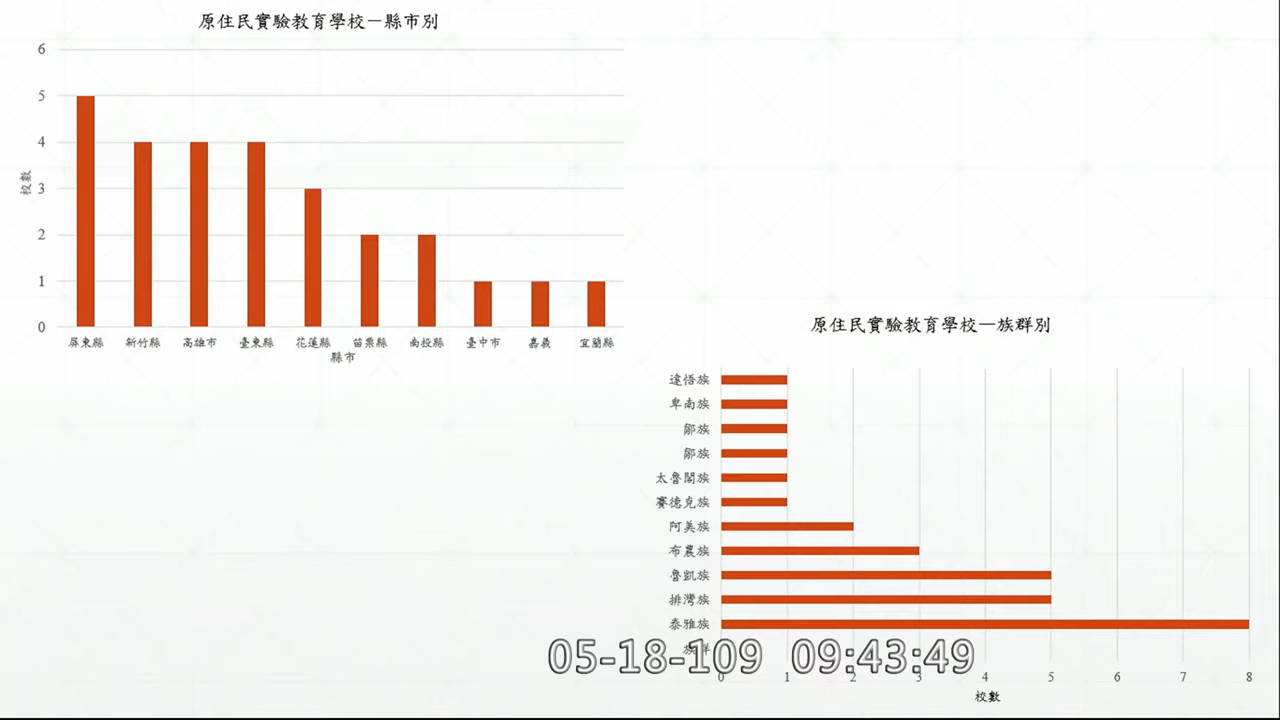 原住民實驗教育學校－縣市別
6
5
4
3
2
1
0
校數
屏東縣 新竹縣 高雄市 臺東縣 花蓮縣 苗栗縣 南投縣 臺中市 嘉義 宜蘭縣
縣市
原住民實驗教育學校—族群別
達悟族
卑南族
鄒族
鄒族
太魯閣族
賽德克族
阿美族
布農族
魯凱族
排灣族
泰雅族
族群
05-18-109 09:43:49
0 1 2 3 4 5 6 7 8
校數